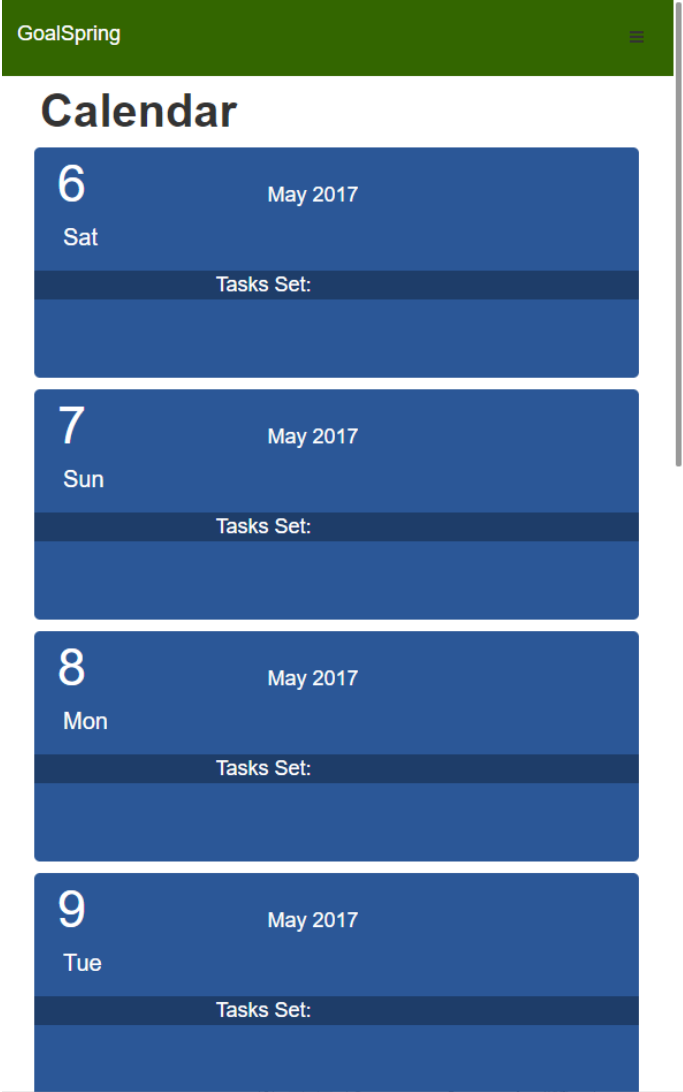 GoalSpring
Calendar
6
May 2017
Sat
Tasks Set:
7
May 2017
Sun
Tasks Set:
8
May 2017
Mon
Tasks Set:
9
May 2017
Tue
Tasks Set: